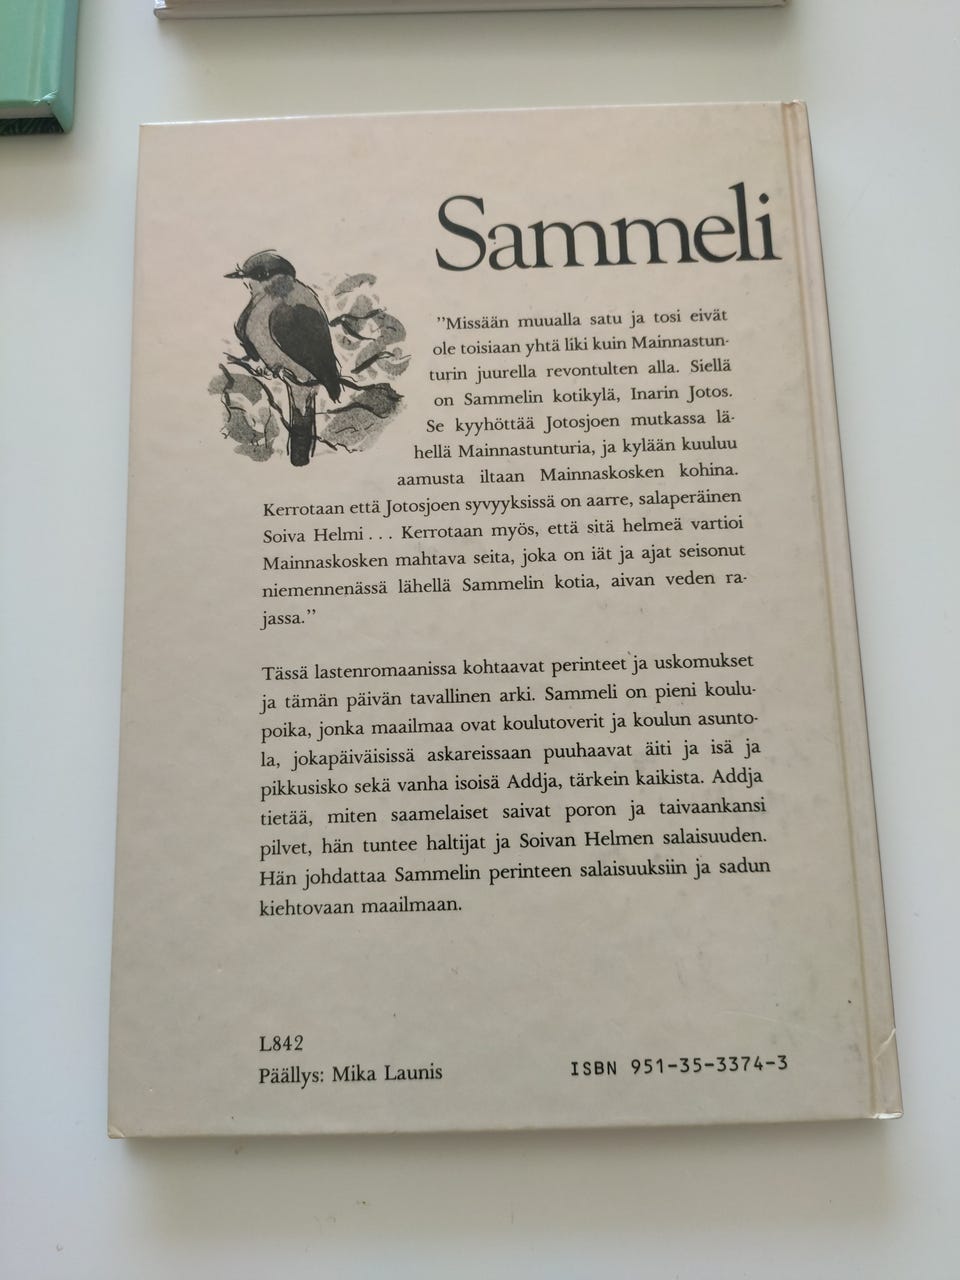 Sammeli
”Missään muualla satu ja tosi eivät
ole toisiaan yhtä liki kuin Mainnastun-
turin juurella revontulten alla. Siellä
on Sammelin kotikylä, Inarin Jotos.
Se kyyhöttää Jotosjoen mutkassa lä-
hellä Mainnastunturia, ja kylään kuuluu
aamusta iltaan Mainnaskosken kohina.
Kerrotaan että Jotosjoen syvyyksissä on aarre, salaperäinen
Soiva Helmi . . . Kerrotaan myös, että sitä helmeä vartioi
Mainnaskosken mahtava seita, joka on iät ja ajat seisonut
niemennenässä lähellä Sammelin kotia, aivan veden ra-
jassa.”
Tässä lastenromaanissa kohtaavat perinteet ja uskomukset
ja tämän päivän tavallinen arki. Sammeli on pieni koulu-
poika, jonka maailmaa ovat koulutoverit ja koulun asunto-
la, jokapäiväisissä askareissaan puuhaavat äiti ja isä ja
pikkusisko sekä vanha isoisä Addja, tärkein kaikista. Addja
tietää, miten saamelaiset saivat poron ja taivaankansi
pilvet, hän tuntee haltijat ja Soivan Helmen salaisuuden.
Hän johdattaa Sammelin perinteen salaisuuksiin ja sadun
kiehtovaan maailmaan.
L842
Päällys: Mika Launis
ISBN 951-35-3374-3